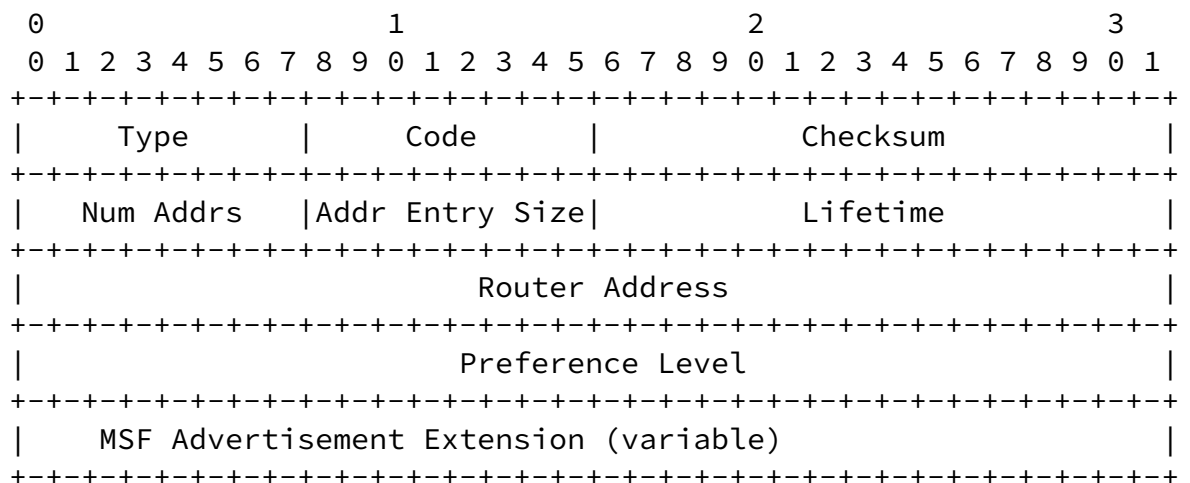 0                   1                   2                   3
 0 1 2 3 4 5 6 7 8 9 0 1 2 3 4 5 6 7 8 9 0 1 2 3 4 5 6 7 8 9 0 1
+-+-+-+-+-+-+-+-+-+-+-+-+-+-+-+-+-+-+-+-+-+-+-+-+-+-+-+-+-+-+-+-+
|     Type      |     Code      |           Checksum            |
+-+-+-+-+-+-+-+-+-+-+-+-+-+-+-+-+-+-+-+-+-+-+-+-+-+-+-+-+-+-+-+-+
|   Num Addrs   |Addr Entry Size|           Lifetime            |
+-+-+-+-+-+-+-+-+-+-+-+-+-+-+-+-+-+-+-+-+-+-+-+-+-+-+-+-+-+-+-+-+
|                         Router Address                        |
+-+-+-+-+-+-+-+-+-+-+-+-+-+-+-+-+-+-+-+-+-+-+-+-+-+-+-+-+-+-+-+-+
|                        Preference Level                       |
+-+-+-+-+-+-+-+-+-+-+-+-+-+-+-+-+-+-+-+-+-+-+-+-+-+-+-+-+-+-+-+-+
|    MSF Advertisement Extension (variable)                     |
+-+-+-+-+-+-+-+-+-+-+-+-+-+-+-+-+-+-+-+-+-+-+-+-+-+-+-+-+-+-+-+-+